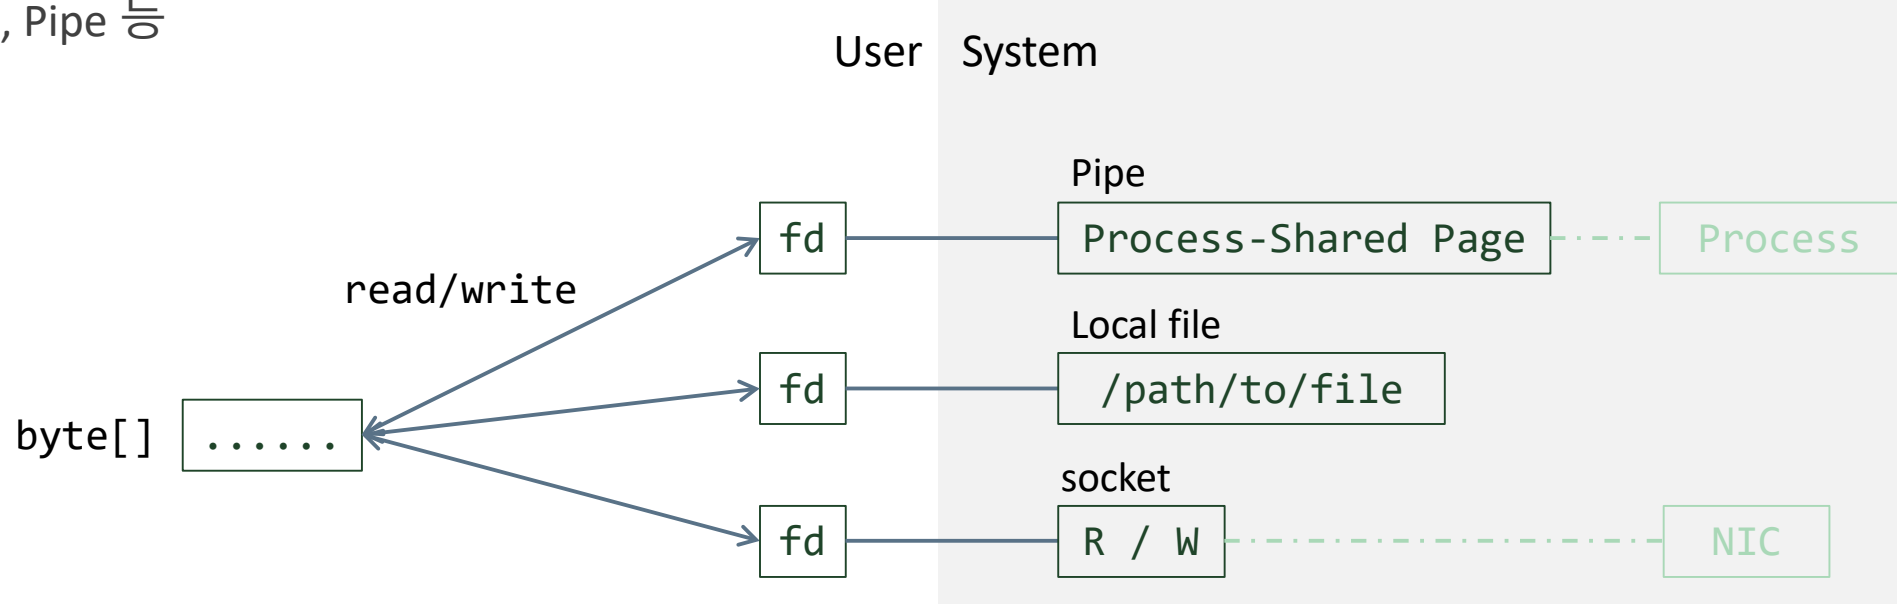 , Pipe 등
User System
Pipe
fd Process-Shared Page Process
read/write
Local file
fd /path/to/file
byte[] ......
socket
fd R / W NIC